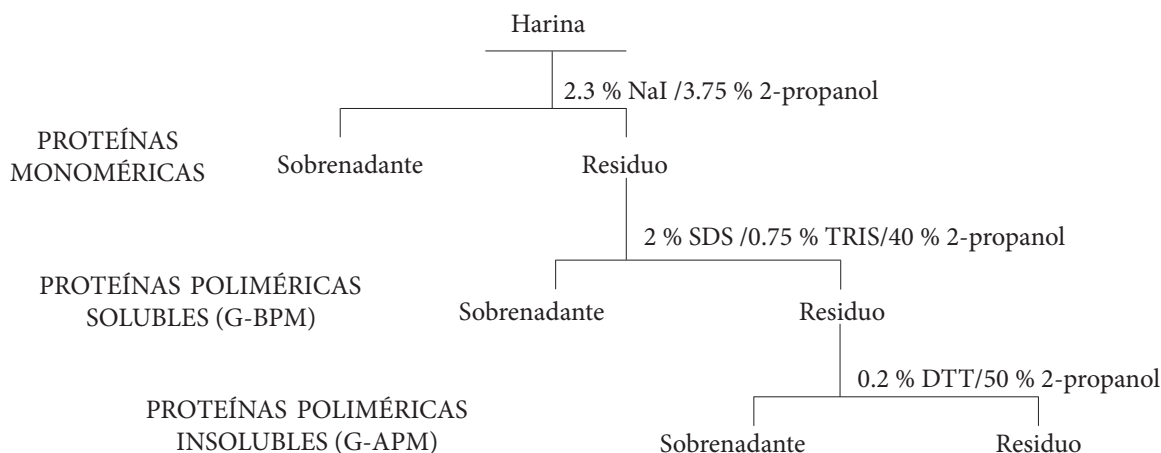 Harina
2.3 % NaI /3.75 % 2-propanol
PROTEÍNAS
MONOMÉRICAS
Sobrenadante
Residuo
2 % SDS /0.75 % TRIS/40 % 2-propanol
PROTEÍNAS POLIMÉRICAS
SOLUBLES (G-BPM)
Sobrenadante
Residuo
0.2 % DTT/50 % 2-propanol
PROTEÍNAS POLIMÉRICAS
INSOLUBLES (G-APM)
Sobrenadante
Residuo